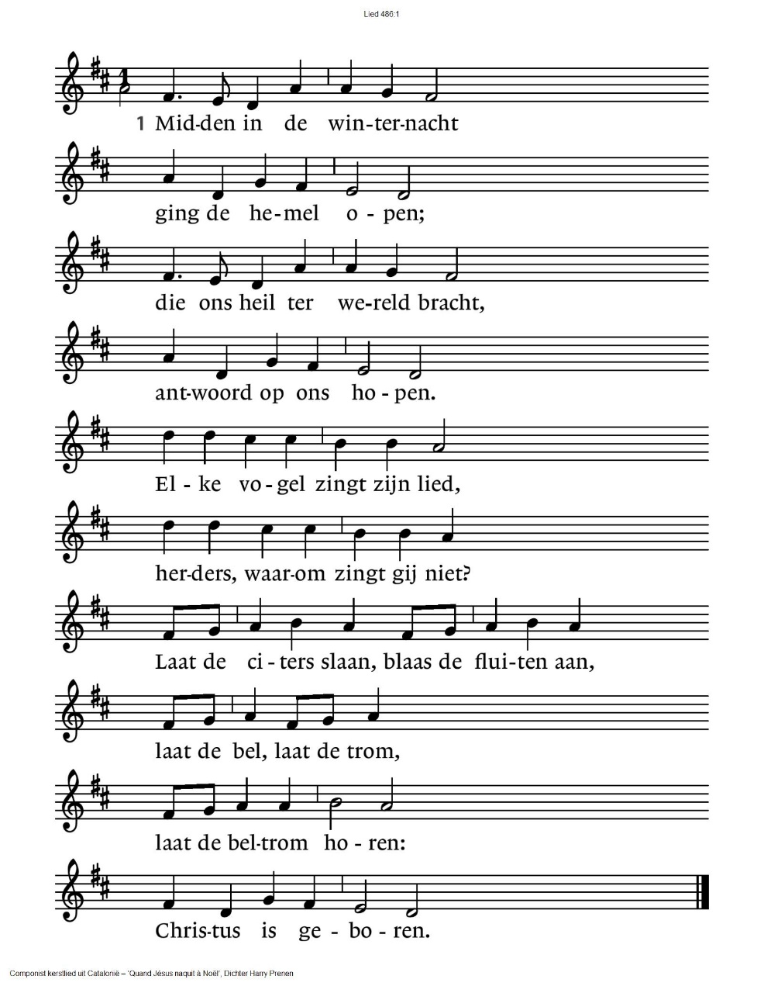 Lied 486:1
1
1 Mid-den in de win-ter-nacht
ging de he-mel o - pen;
die ons heil ter we-reld bracht,
ant-woord op ons ho - pen.
El - ke vo - gel zingt zijn lied,
her-ders, waar-om zingt gij niet?
Laat de ci - ters slaan, blaas de flui-ten aan,
laat de bel, laat de trom,
laat de bel-trom ho - ren:
Chris-tus is ge - bo - ren.
Componist kerstlied uit Catalonië – 'Quand Jésus naquit à Noël', Dichter Harry Prenen